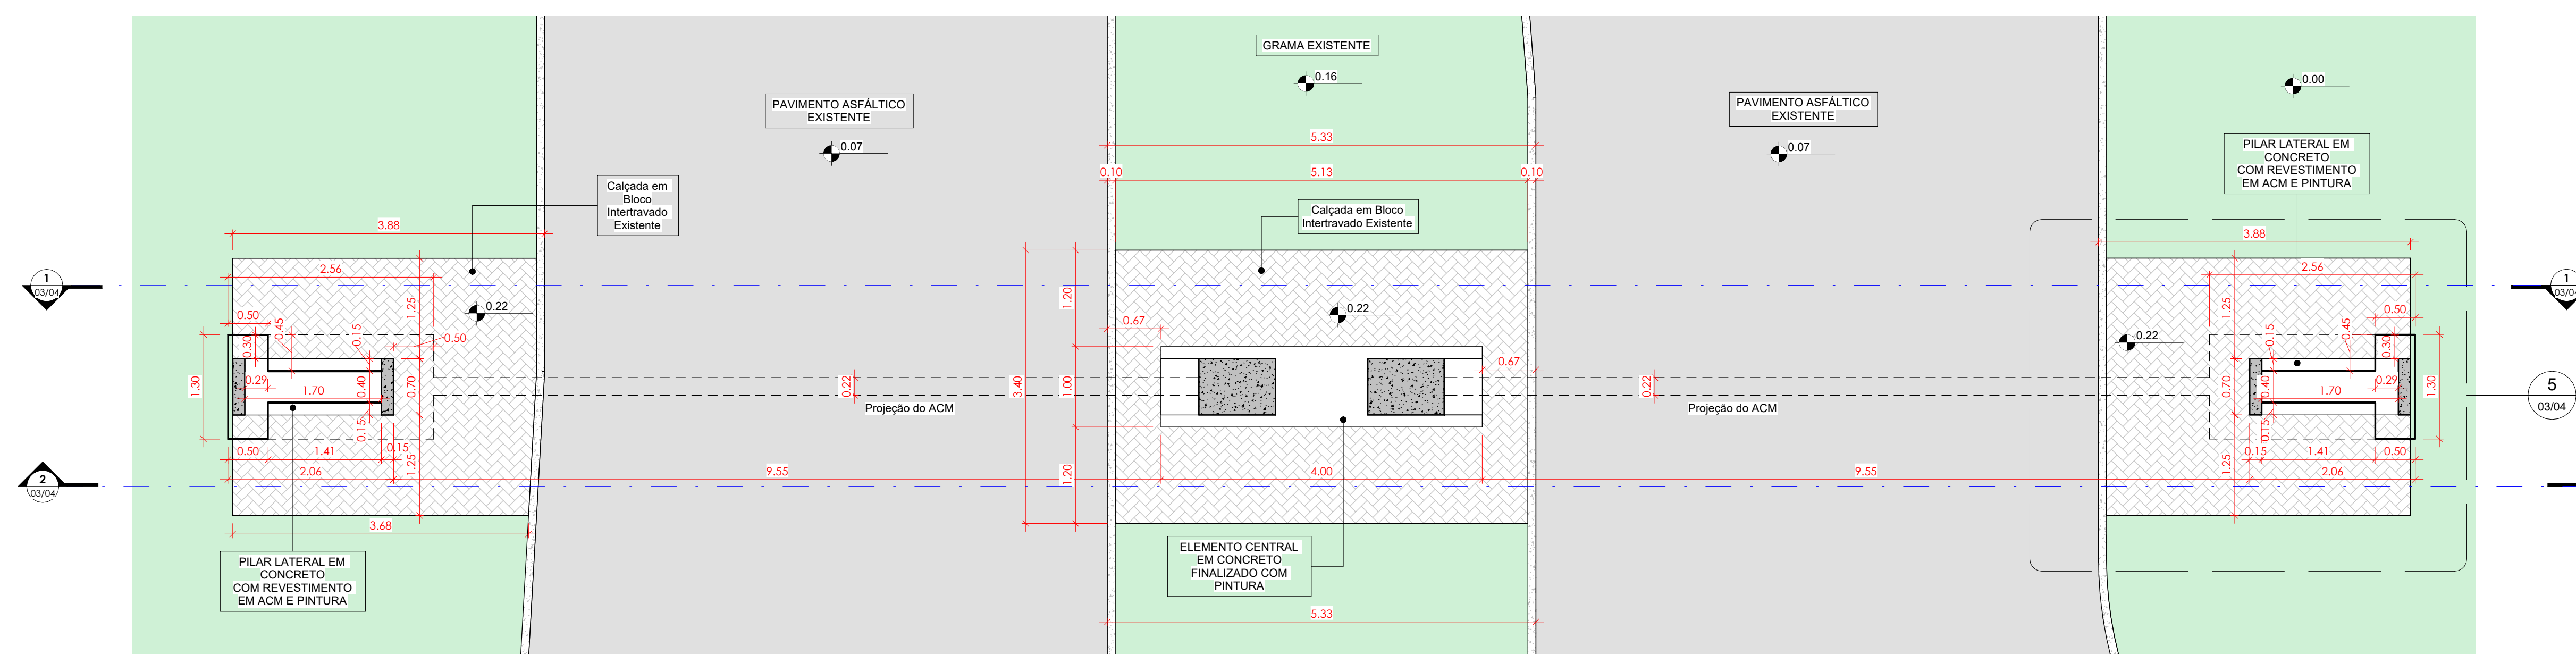 GRAMA EXISTENTE
0.16
0.00
PAVIMENTO ASFÁLTICO
EXISTENTE
0.07
PAVIMENTO ASFÁLTICO
EXISTENTE
0.07
5.33
0.10
5.13
0.10
PILAR LATERAL EM
CONCRETO
COM REVESTIMENTO
EM ACM E PINTURA
Calçada em
Bloco
Intertravado
Existente
Calçada em Bloco
Intertravado Existente
3.88
3.88
1
03/04
2.56
1.25
0.22
0.50
0.45
0.15
0.30
0.50
1.30
0.29
1.70
0.40
0.70
0.15
0.50
1.41
0.15
2.06
1.25
3.68
0.22
Projeção do ACM
9.55
3.40
1.20
1.00
1.20
0.67
0.22
0.67
4.00
0.22
Projeção do ACM
9.55
2.56
1.25
0.22
0.50
0.15
0.45
0.30
0.70
0.40
0.29
1.70
1.30
0.15
0.15
1.41
0.50
2.06
1.25
1
03/04
5
03/04
2
03/04
PILAR LATERAL EM
CONCRETO
COM REVESTIMENTO
EM ACM E PINTURA
ELEMENTO CENTRAL
EM CONCRETO
FINALIZADO COM
PINTURA
5.33